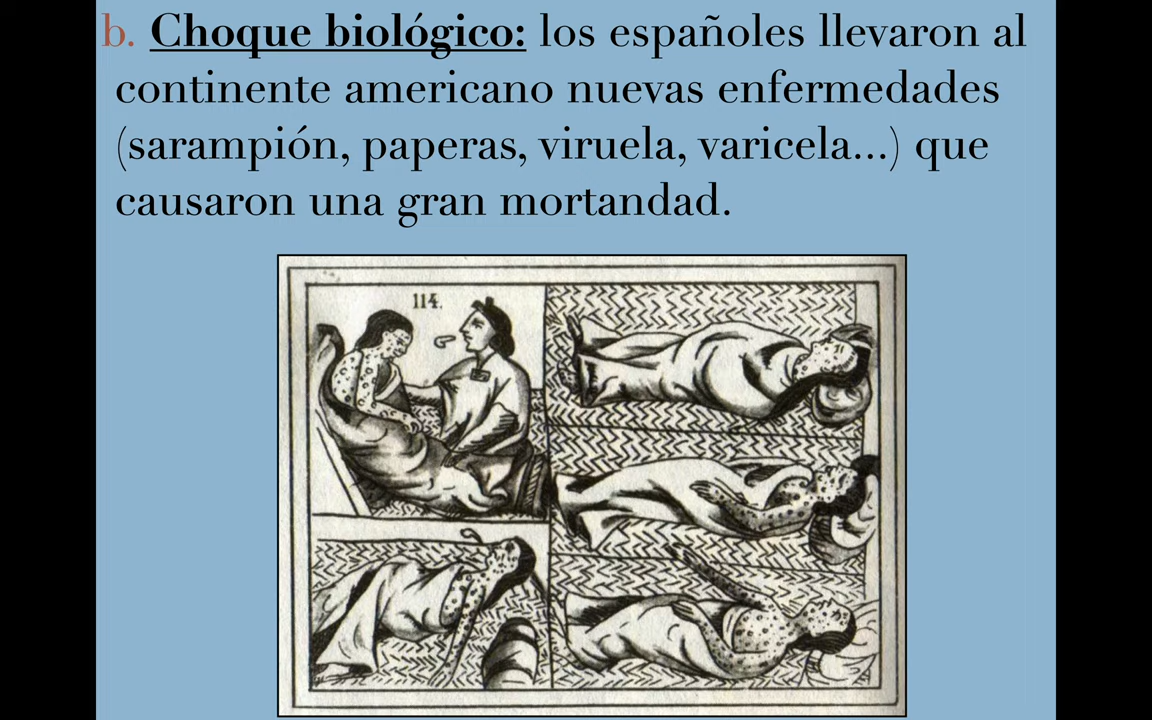 b. Choque biológico: los españoles llevaron al
continente americano nuevas enfermedades
(sarampión, paperas, viruela, varicela...) que
causaron una gran mortandad.
114.